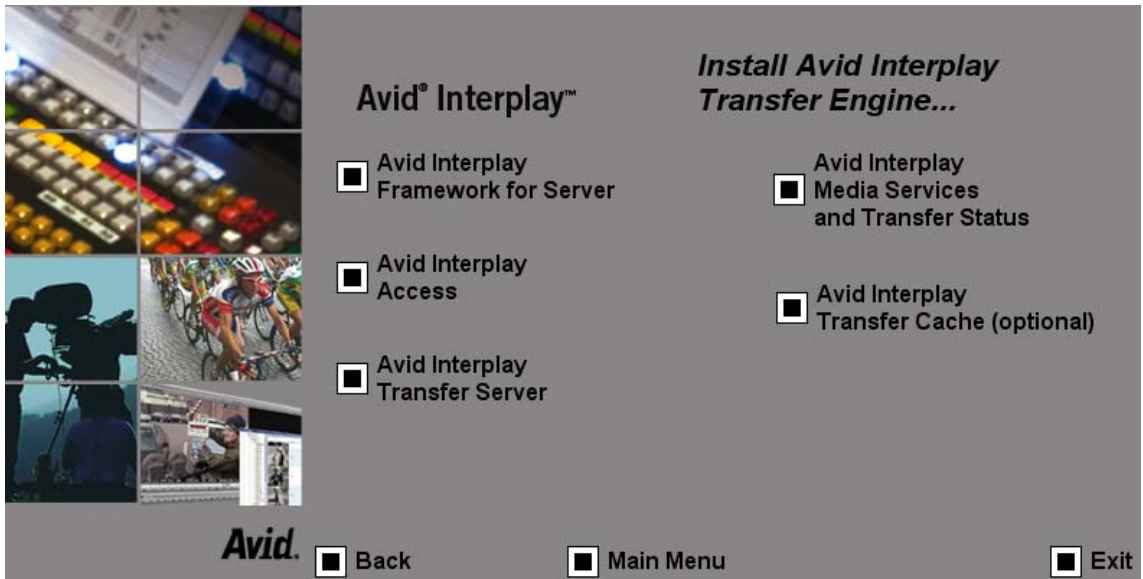 Avid® Interplay™
Install Avid Interplay
Transfer Engine...
Avid Interplay
Framework for Server
Avid Interplay
Access
Avid Interplay
Transfer Server
Avid Interplay
Media Services
and Transfer Status
Avid Interplay
Transfer Cache (optional)
Avid.
Back
Main Menu
Exit